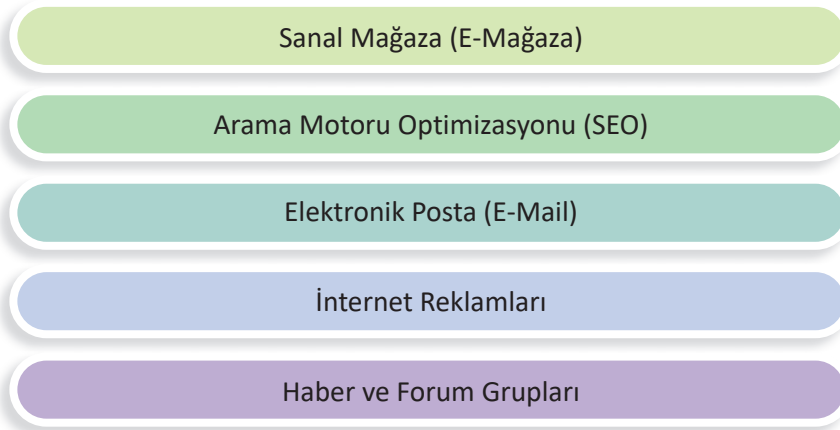 Sanal Mağaza (E-Mağaza)
Arama Motoru Optimizasyonu (SEO)
Elektronik Posta (E-Mail)
İnternet Reklamları
Haber ve Forum Grupları